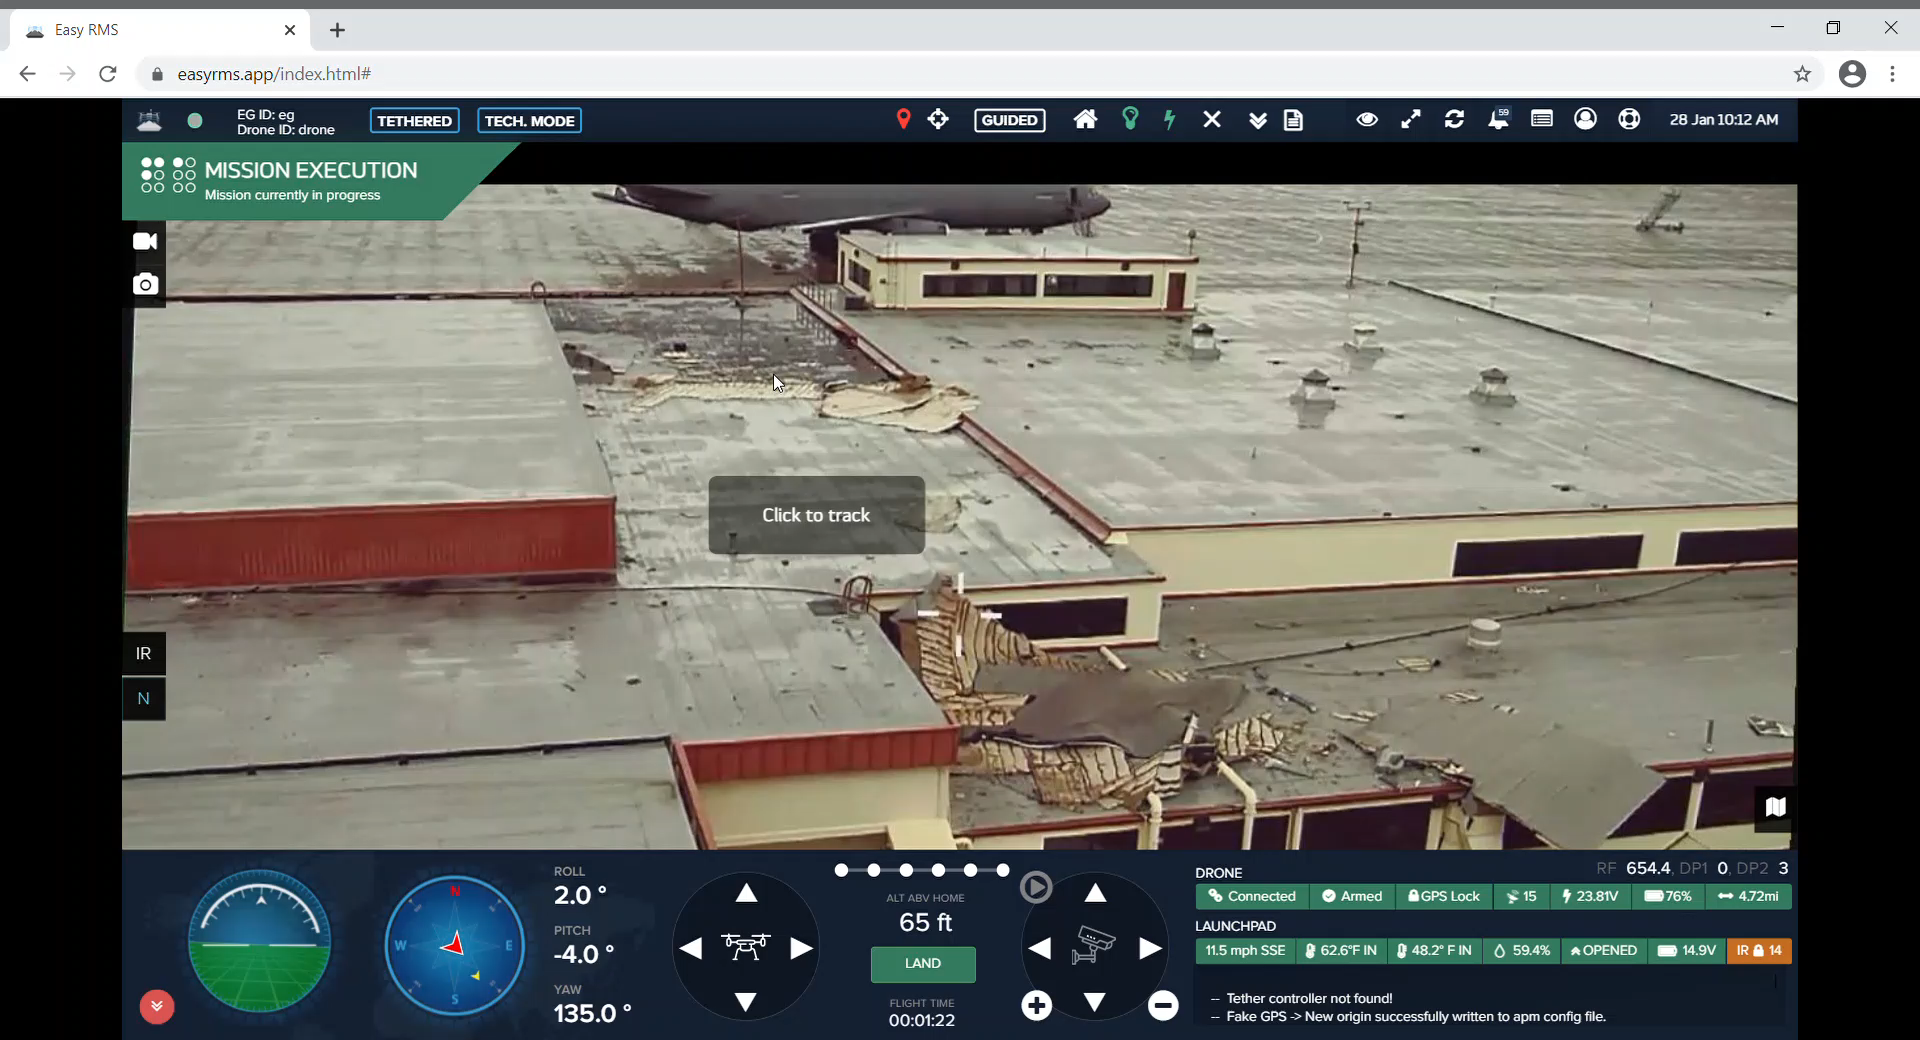 Easy RMS
easyrms.app/index.html#
EG ID: eg
Drone ID: drone
TETHERED
TECH. MODE
GUIDED
59
28 Jan 10:12 AM
MISSION EXECUTION
Mission currently in progress
Click to track
IR
N
N
W
E
S
ROLL
2.0 °
PITCH
-4.0 °
YAW
135.0 °
ALT ABV HOME
65 ft
LAND
FLIGHT TIME
00:01:22
RF 654.4, DP1 0, DP2 3
DRONE
Connected
Armed
GPS Lock
15
23.81V
76%
4.72mi
LAUNCHPAD
11.5 mph SSE
62.6°F IN
48.2° F IN
59.4%
OPENED
14.9V
IR 14
-- Tether controller not found!
-- Fake GPS -> New origin successfully written to apm config file.